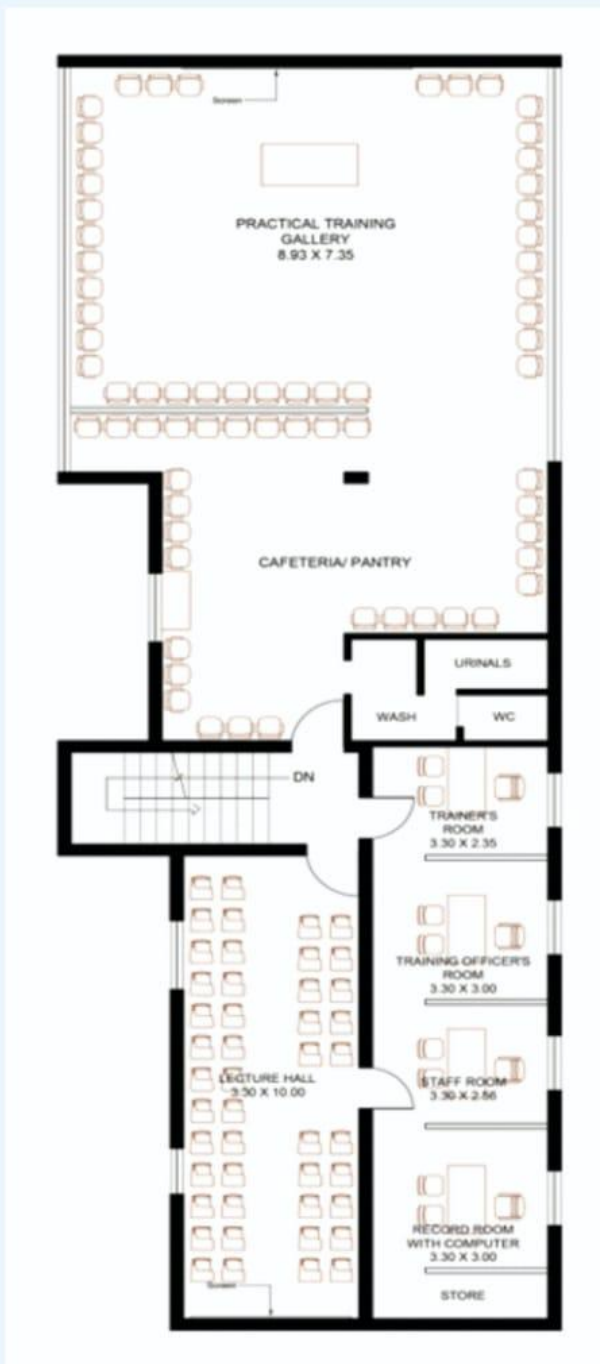 Screen
PRACTICAL TRAINING
GALLERY
8.93 X 7.35
CAFETERIA/ PANTRY
URINALS
WASH
WC
DN
TRAINER'S
ROOM
3.30 X 2.35
TRAINING OFFICER'S
ROOM
3.30 X 3.00
STAFF ROOM
3.30 X 2.56
LECTURE HALL
3.30 X 10.00
RECORD ROOM
WITH COMPUTER
3.30 X 3.00
Screen
STORE